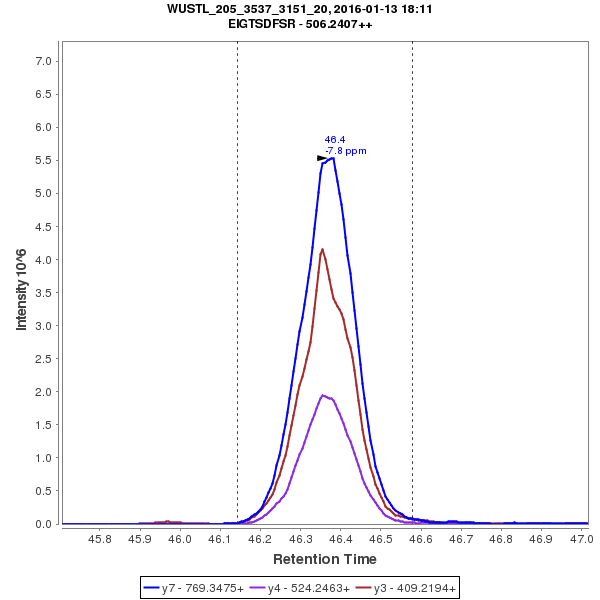 WUSTL_205_3537_3151_20, 2016-01-13 18:11
EIGTSDFSR - 506.2407++
7.0
6.5
6.0
5.5
5.0
4.5
4.0
3.5
3.0
2.5
2.0
1.5
1.0
0.5
0.0
Intensity 10^6
46.4
-7.8 ppm
45.8 45.9 46.0 46.1 46.2 46.3 46.4 46.5 46.6 46.7 46.8 46.9 47.0
Retention Time
y7 - 769.3475+ y4 - 524.2463+ y3 - 409.2194+